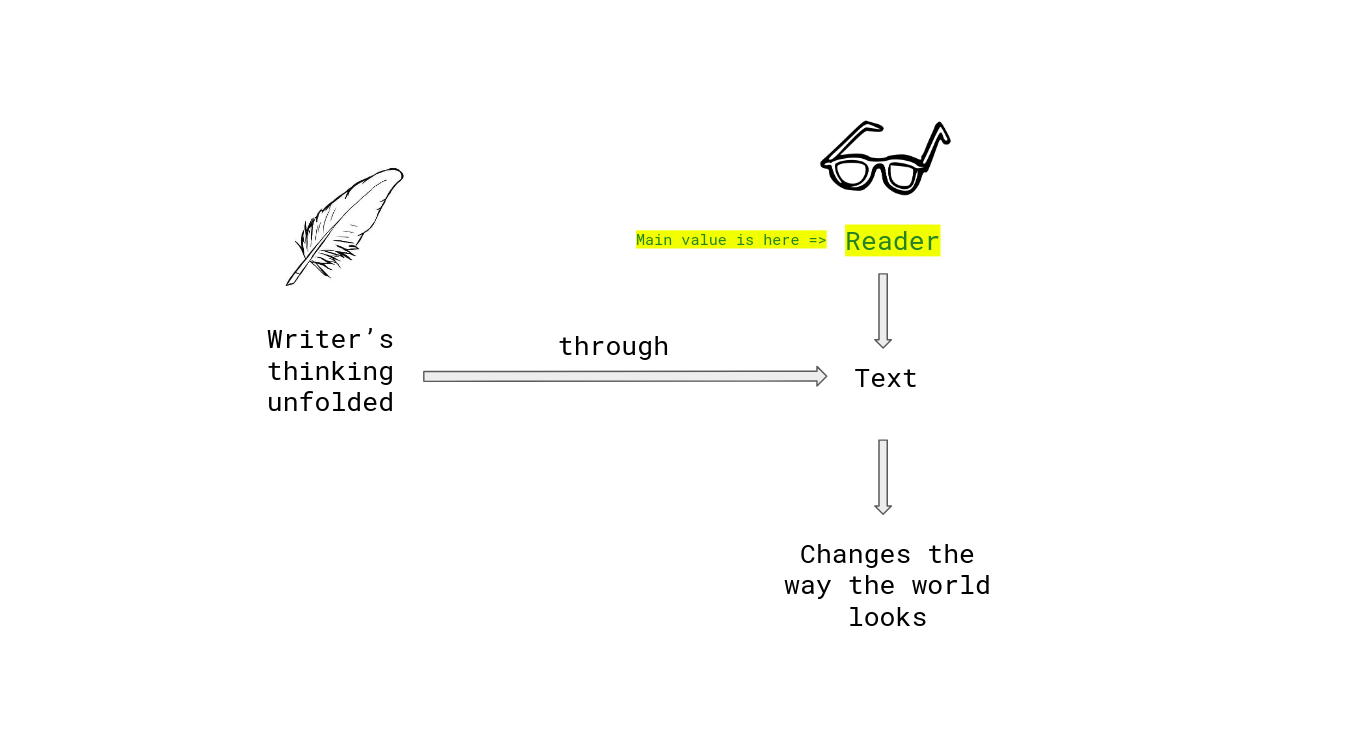 Main value is here => Reader
Writer’s
thinking
unfolded
through
Text
Changes the
way the world
looks